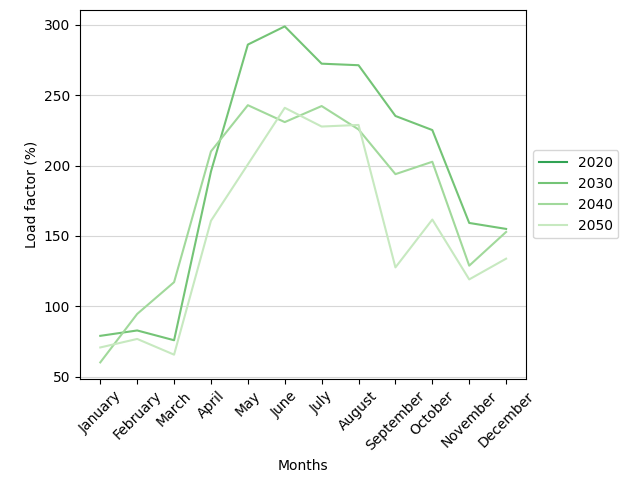 300
250
200
150
100
50
Load factor (%)
January
February
March
April
May
June
July
August
September
October
November
December
Months
2020
2030
2040
2050